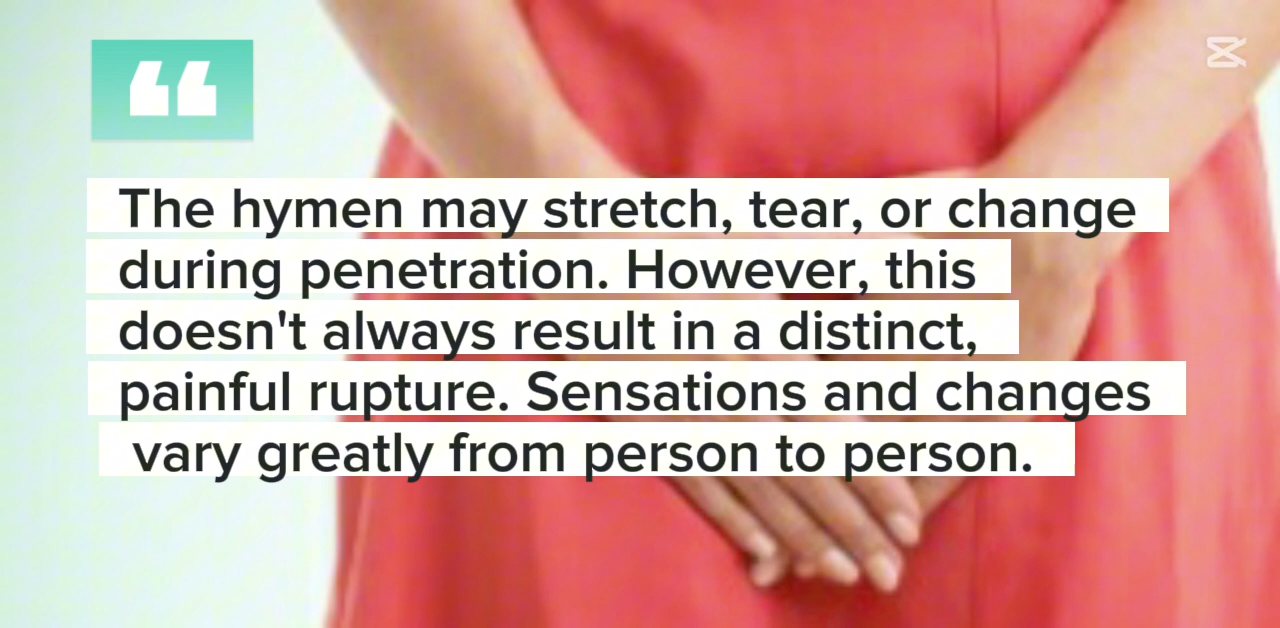 “
The hymen may stretch, tear, or change
during penetration. However, this
doesn't always result in a distinct,
painful rupture. Sensations and changes
vary greatly from person to person.